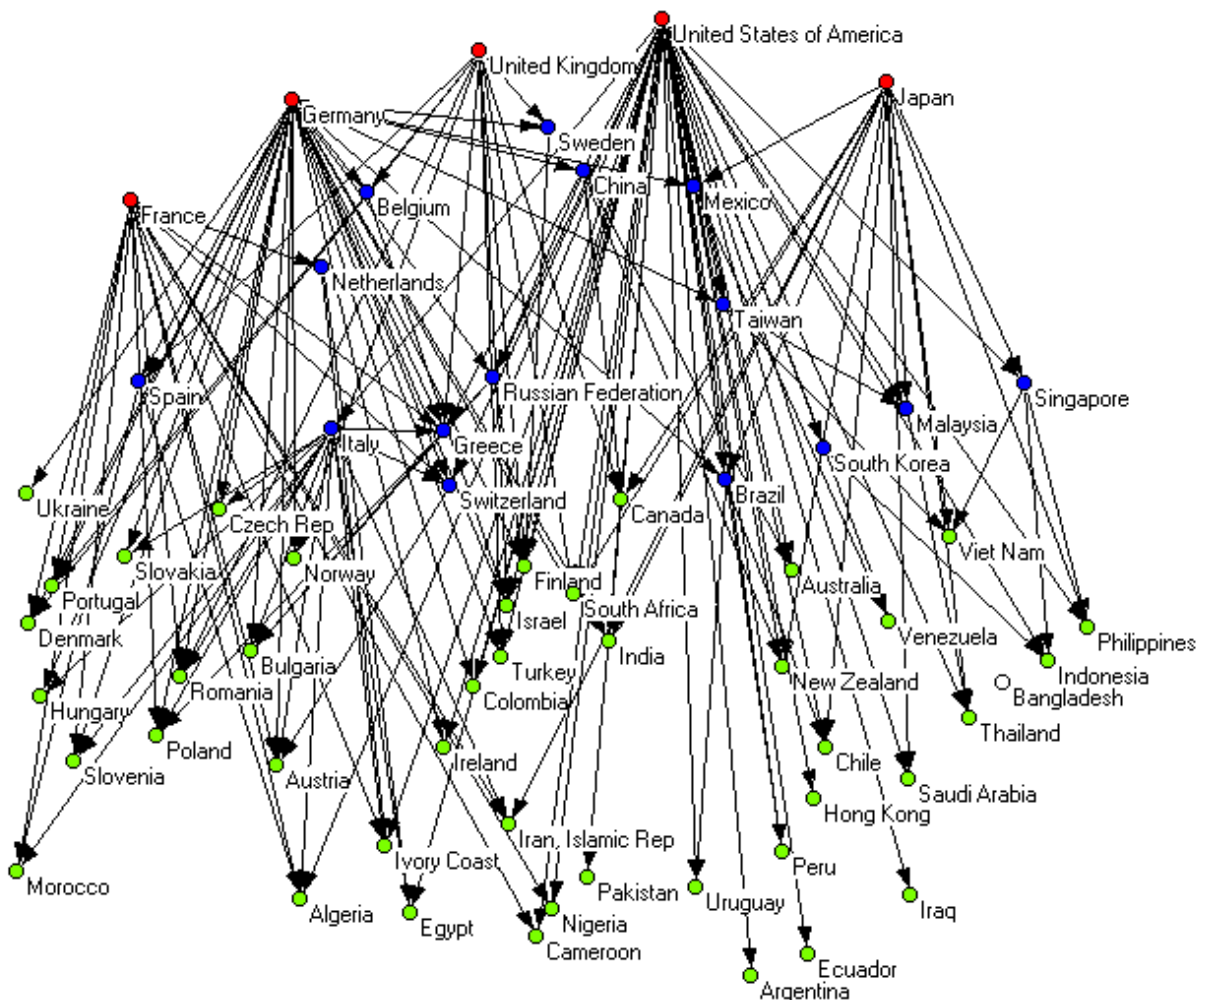 United States of America
United Kingdom
Japan
Germany
Sweden
China
Mexico
Belgium
France
Netherlands
Taiwan
Spain
Russian Federation
Singapore
Malaysia
Italy
Greece
South Korea
Switzerland
Brazil
Ukraine
Czech Rep
Canada
Viet Nam
Slovakia
Norway
Finland
Australia
Portugal
South Africa
Israel
Denmark
Venezuela
Philippines
India
Bulgaria
Turkey
Indonesia
Romania
New Zealand
Bangladesh
Colombia
Hungary
Thailand
Poland
Ireland
Chile
Slovenia
Austria
Saudi Arabia
Hong Kong
Iran, Islamic Rep
Ivory Coast
Peru
Morocco
Pakistan
Uruguay
Iraq
Algeria
Egypt
Nigeria
Cameroon
Ecuador
Argentina